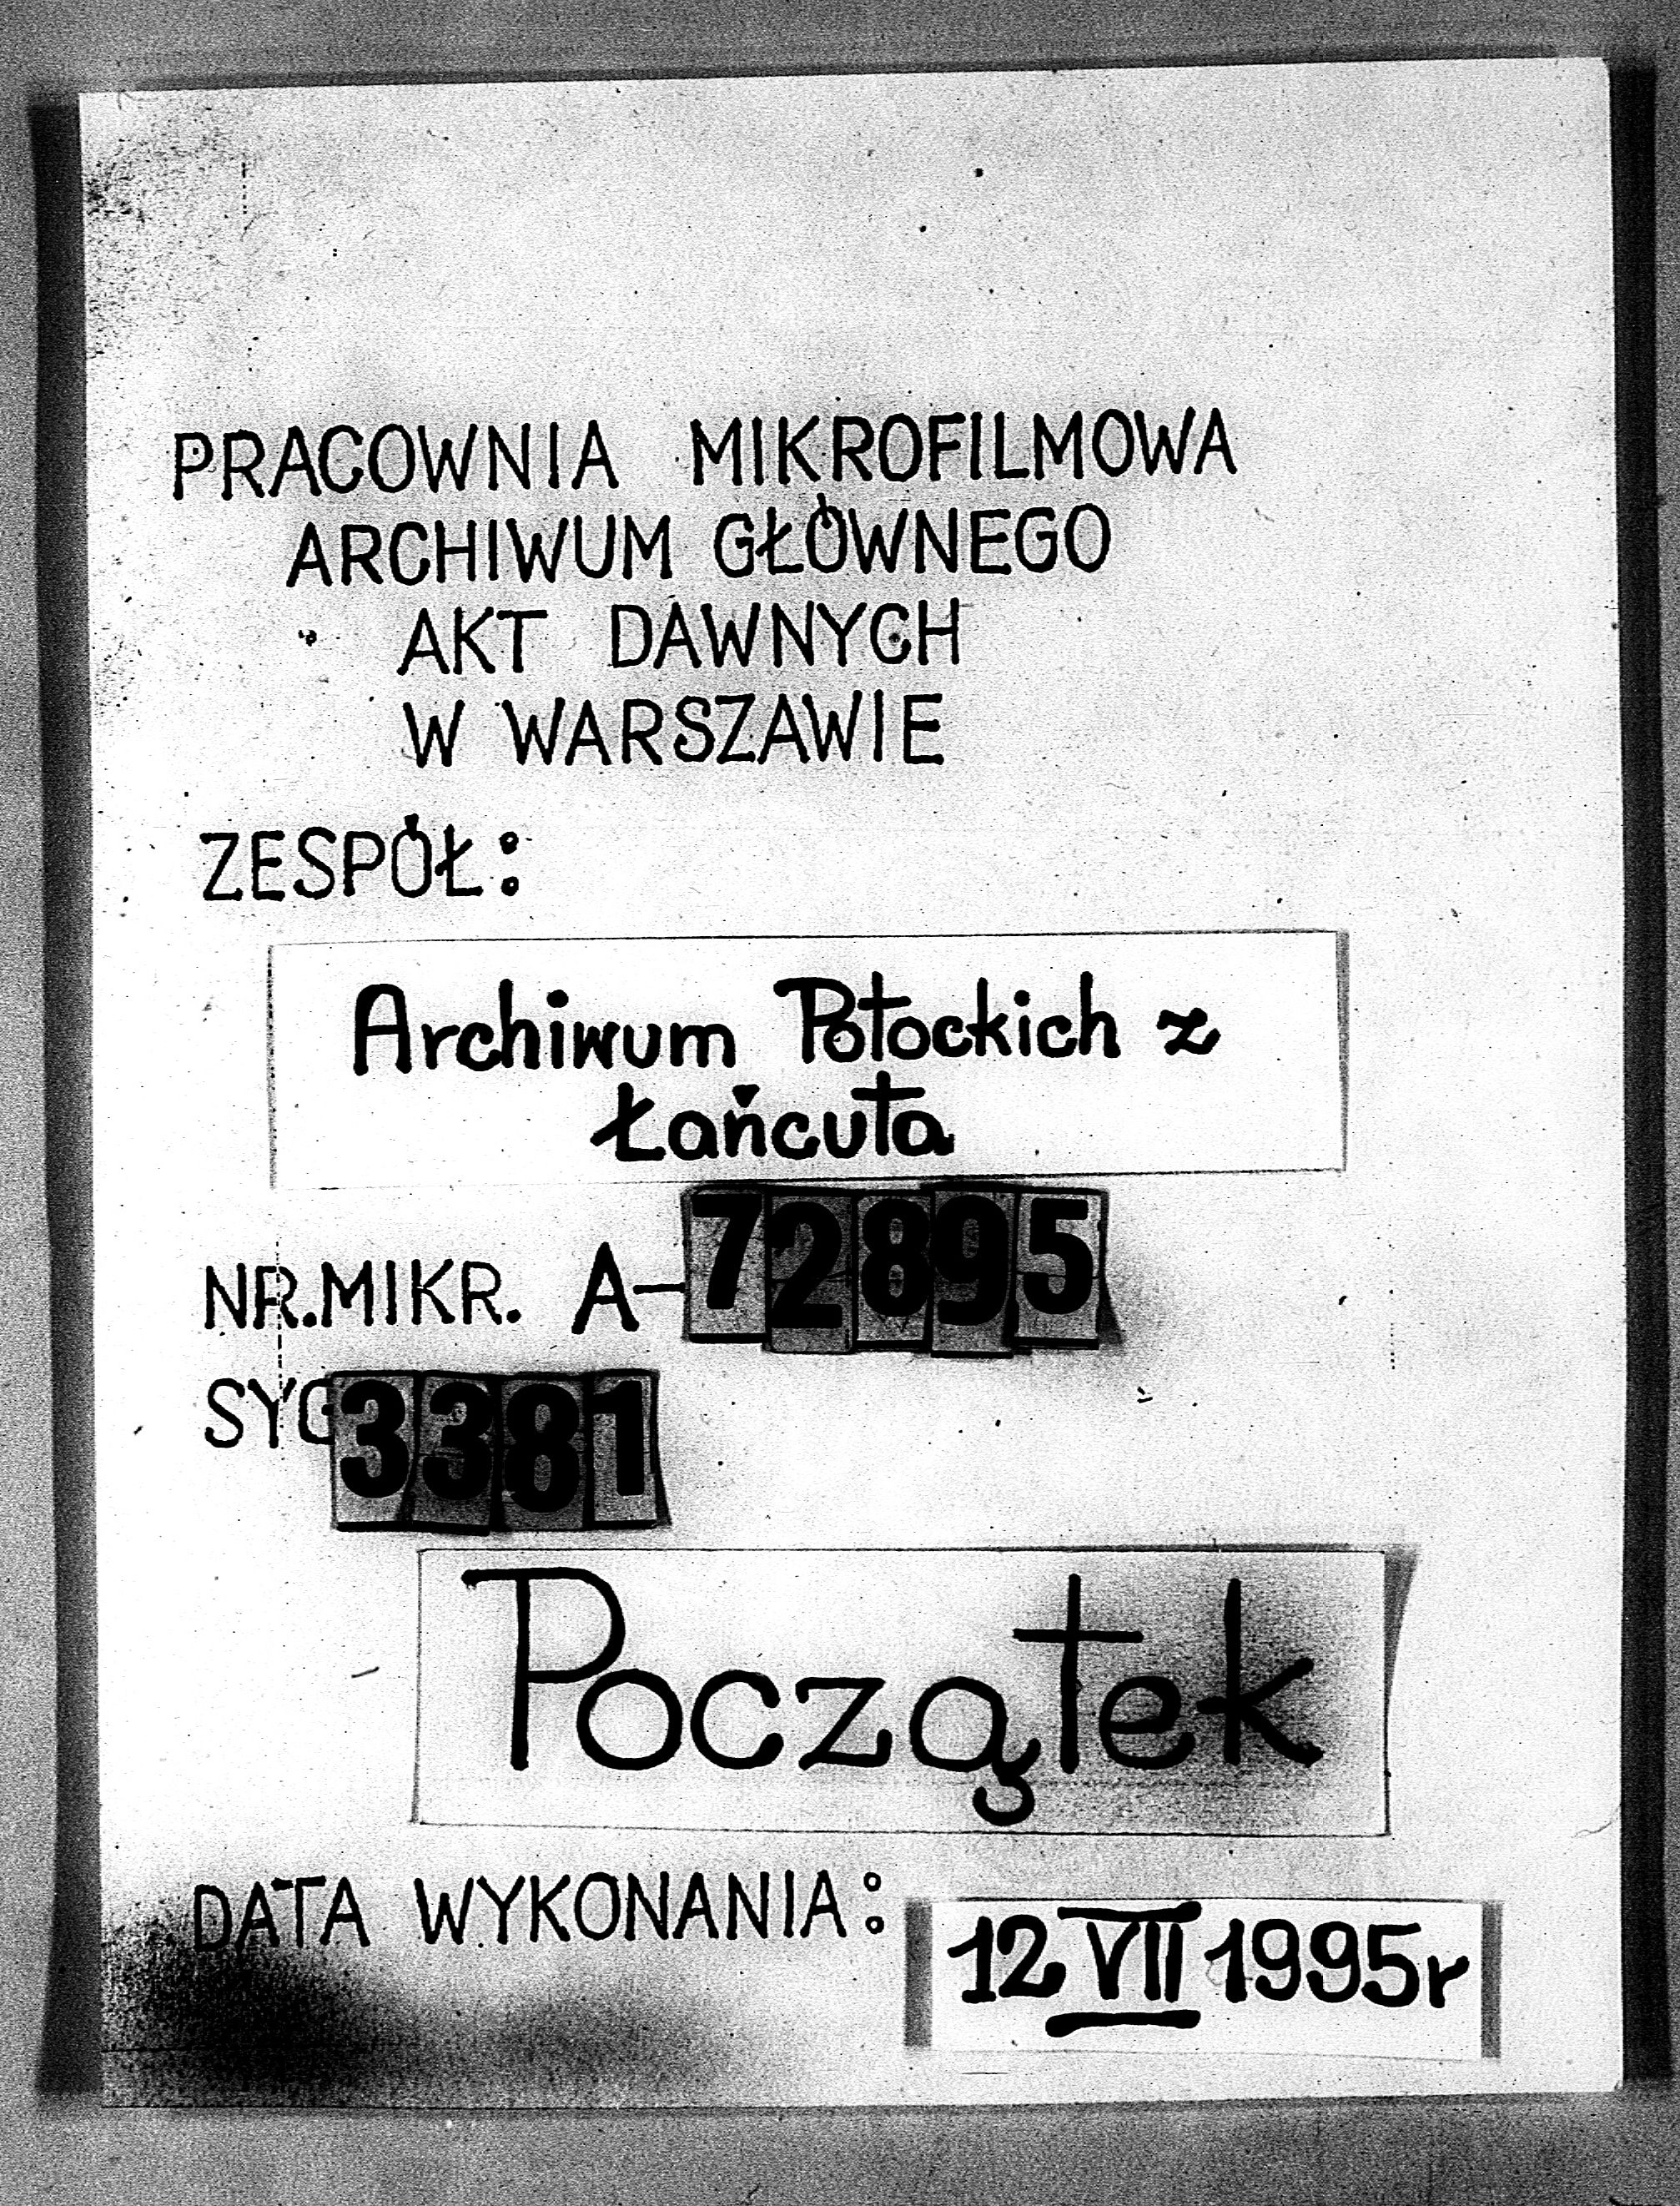 PRACOWNIA MIKROFILMOWA
ARCHIWUM GŁÓWNEGO
AKT DAWNYCH
W WARSZAWIE
ZESPÓŁ:
Archiwum Potockich z
Łańcuta
NR.MIKR. A-72895
SYG 3381
Początek
DATA WYKONANIA: 12 VII 1995r